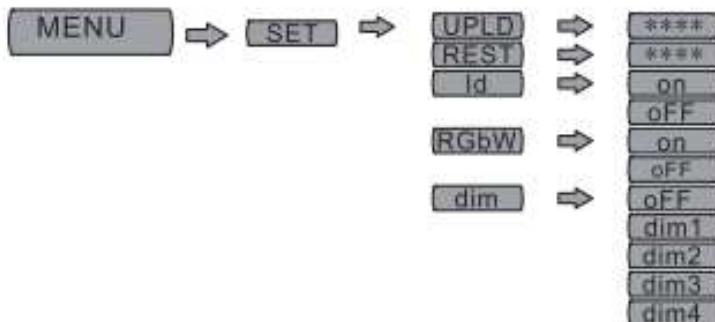 MENU SET UPLD ****
REST ****
Id on
oFF
RGbW on
oFF
dim oFF
dim1
dim2
dim3
dim4